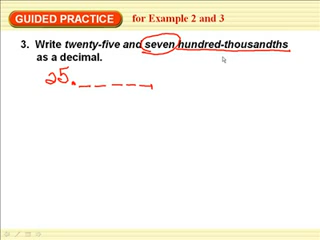 GUIDED PRACTICE for Example 2 and 3
3. Write twenty-five and seven hundred-thousandths
as a decimal.
25. _ _ _ _ _